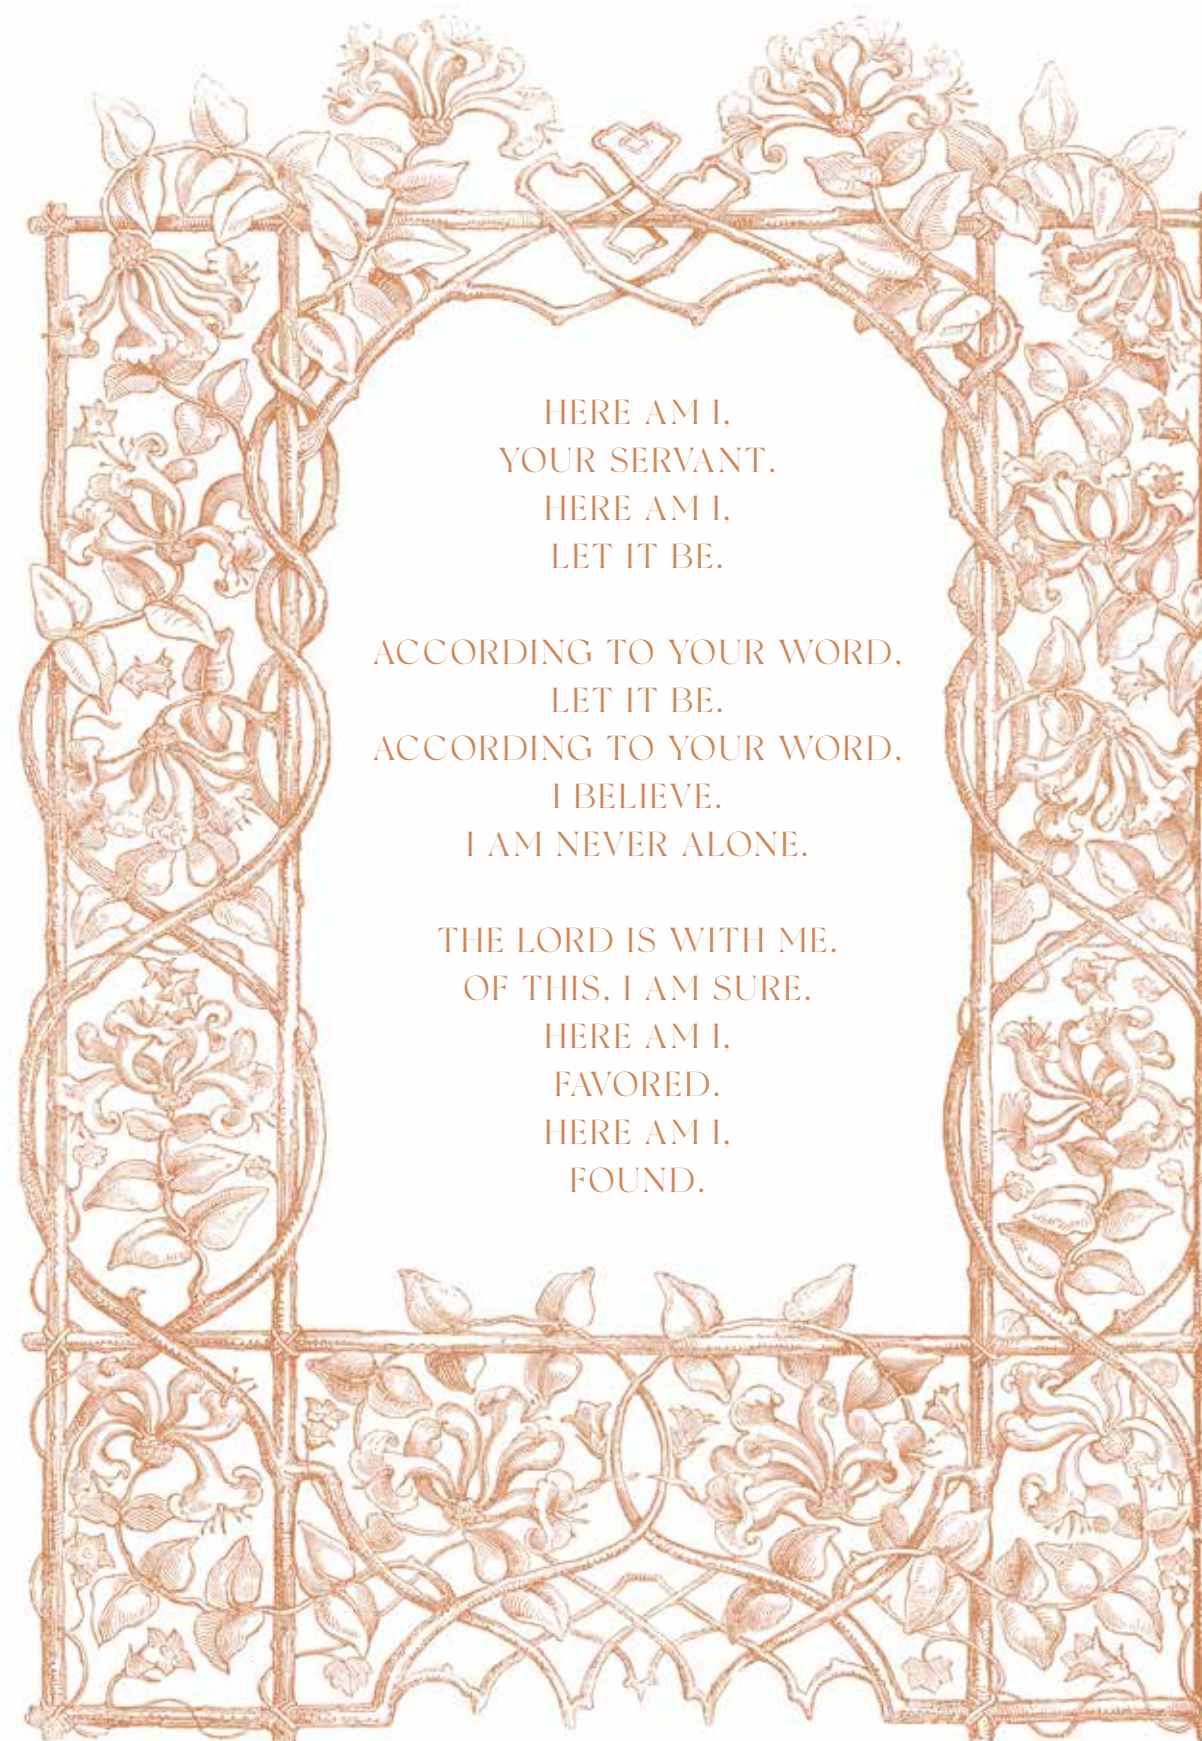 HERE AM I,
YOUR SERVANT.
HERE AM I,
LET IT BE.
ACCORDING TO YOUR WORD,
LET IT BE.
ACCORDING TO YOUR WORD,
I BELIEVE.
I AM NEVER ALONE.
THE LORD IS WITH ME.
OF THIS, I AM SURE.
HERE AM I,
FAVORED.
HERE AM I,
FOUND.